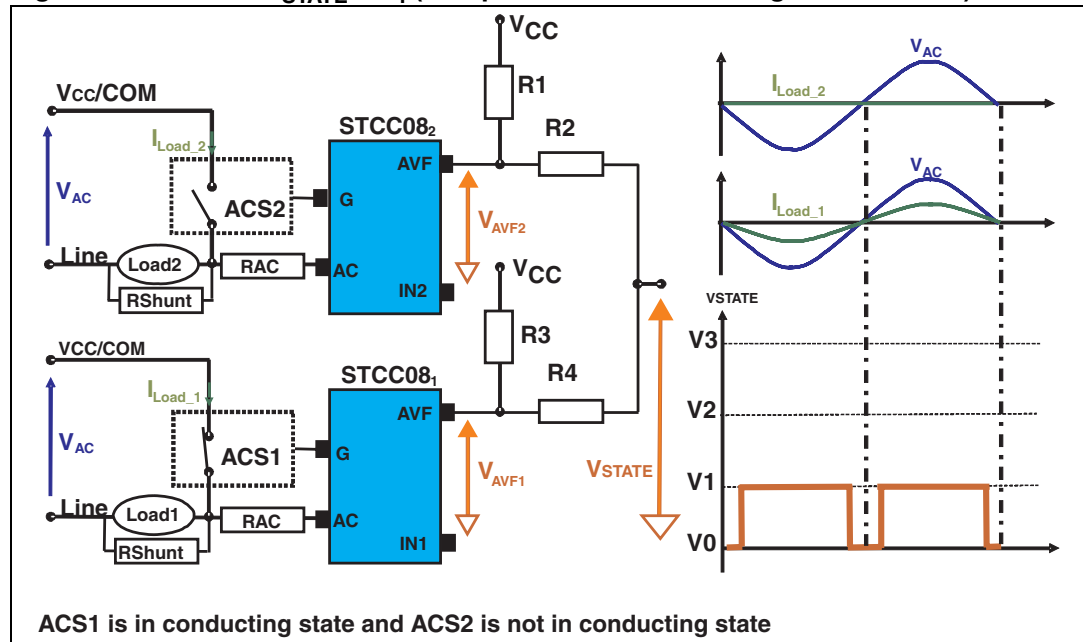 VCC
VCC/COM
R1
ILoad_2
STCC08₂
R2
AVF
VAC
G
ACS2
VAVF2
Line
Load2
RAC
AC
VCC
RShunt
IN2
R3
VCC/COM
STCC08₁
R4
ILoad_1
AVF
VAC
ACS1
G
VAVF1
VSTATE
Line
Load1
RAC
AC
RShunt
IN1
VAC
ILoad_2
VAC
ILoad_1
VSTATE
V3
V2
V1
V0
ACS1 is in conducting state and ACS2 is not in conducting state